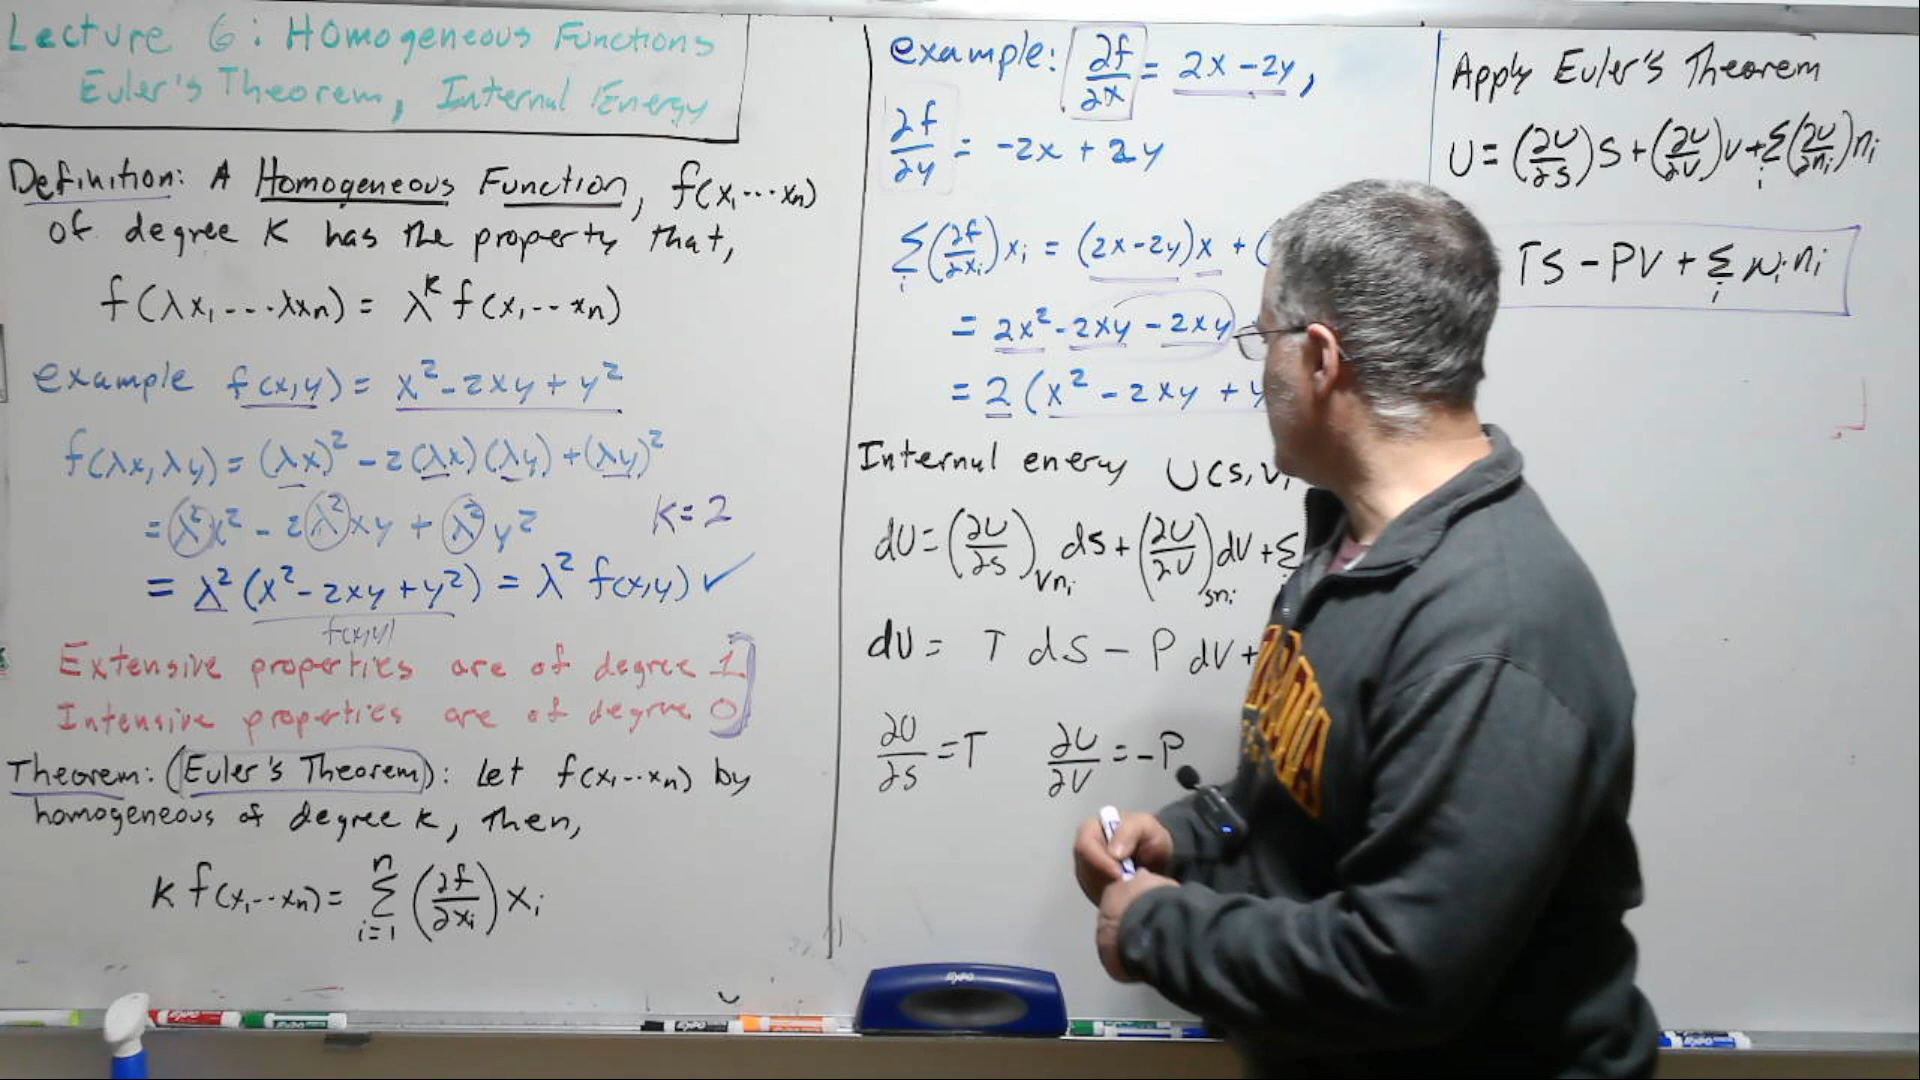 Lecture 6: Homogeneous Functions
Euler's Theorem, Internal Energy
Definition: A Homogeneous Function, f(x₁...xₙ)
of degree K has the property that,
f(λx₁,---λxₙ) = λᴷ f(x₁,--xₙ)
example f(x,y) = x² - 2xy + y²
f(λx,λy) = (λx)² - 2(λx)(λy) + (λy)²
= λ²x² - 2λ²xy + λ²y² K=2
= λ²(x² - 2xy + y²) = λ² f(x,y) ✓
f(x,y)
Extensive properties are of degree 1
Intensive properties are of degree 0
Theorem: (Euler's Theorem): Let f(x₁...xₙ) by
homogeneous of degree K, then,
K f(x₁,--xₙ) = Σⁿᵢ₌₁ (∂f/∂xᵢ) xᵢ
example: ∂f/∂x = 2x - 2y,
∂f/∂y = -2x + 2y
Σᵢ (∂f/∂xᵢ) xᵢ = (2x-2y)x + (
= 2x² - 2xy - 2xy
= 2 (x² - 2xy + y
Internal energy U(S,V,
dU = (∂U/∂S)ᵥₙᵢ dS + (∂U/∂V)ₛₙᵢ dV + Σ
dU = T dS - P dV +
∂U/∂S = T ∂U/∂V = -P
Apply Euler's Theorem
U = (∂U/∂S)S + (∂U/∂V)V + Σᵢ(∂U/∂nᵢ)nᵢ
TS - PV + Σᵢ μᵢnᵢ
expo